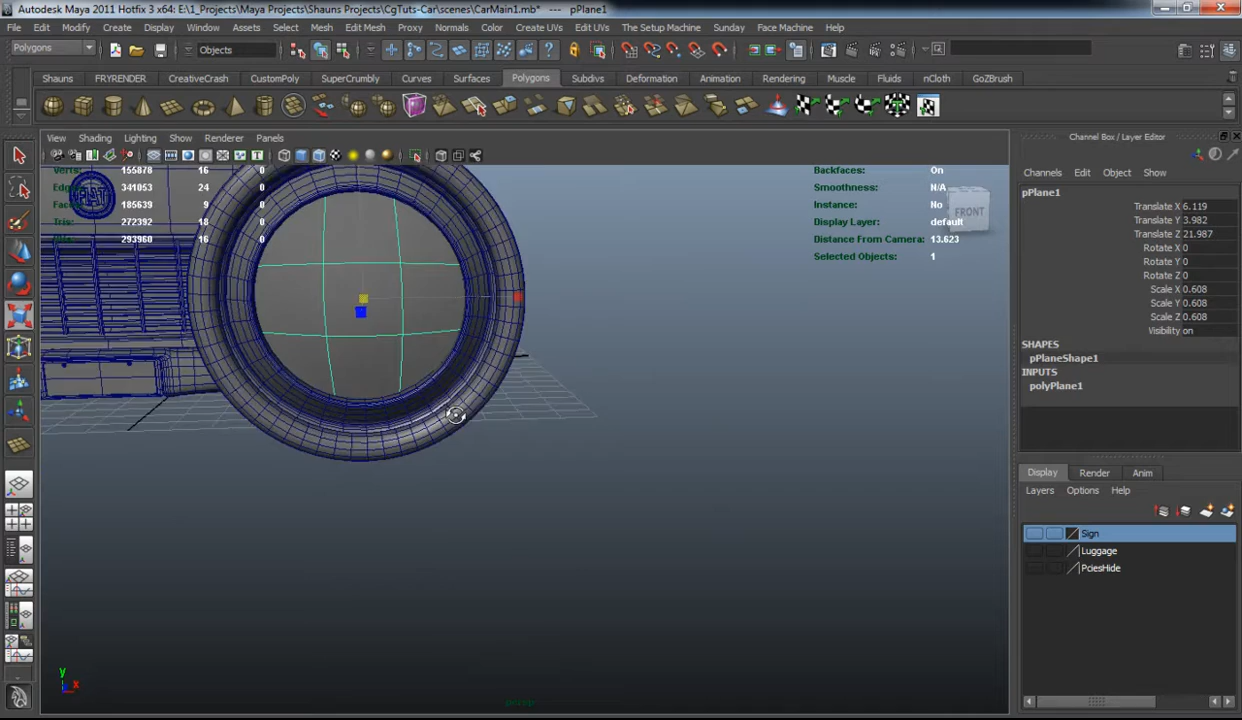 Autodesk Maya 2011 Hotfix 3 x64: E:\1_Projects\Maya Projects\Shauns Projects\CgTuts-Car\scenes\CarMain1.mb* --- pPlane1
File Edit Modify Create Display Window Assets Select Mesh Edit Mesh Proxy Normals Color Create UVs Edit UVs The Setup Machine Sunday Advanced PH Help
Polygons Objects
Shauns FRYRENDER CreativeCrash CustomPoly SuperCrumbly Curves Surfaces Polygons Subdivs Deformation Animation Rendering Muscle Fluids nCloth GoZBrush
View Shading Lighting Show Renderer Panels
Channel Box / Layer Editor
Channels Edit Object Show
Verts: 155878 16 0
Edges: 341053 24 0
Faces: 185639 9 0
Tris: 272392 18 0
293960 16 0
FIAT
Backfaces: On
Smoothness: N/A
Instance: No
Display Layer: default
Distance From Camera: 13.623
Selected Objects: 1
FRONT
pPlane1
Translate X 6.119
Translate Y 3.982
Translate Z 21.987
Rotate X 0
Rotate Y 0
Rotate Z 0
Scale X 0.608
Scale Y 0.608
Scale Z 0.608
Visibility on
SHAPES
pPlaneShape1
INPUTS
polyPlane1
Display Render Anim
Layers Options Help
Sign
Luggage
PciesHide
y
x